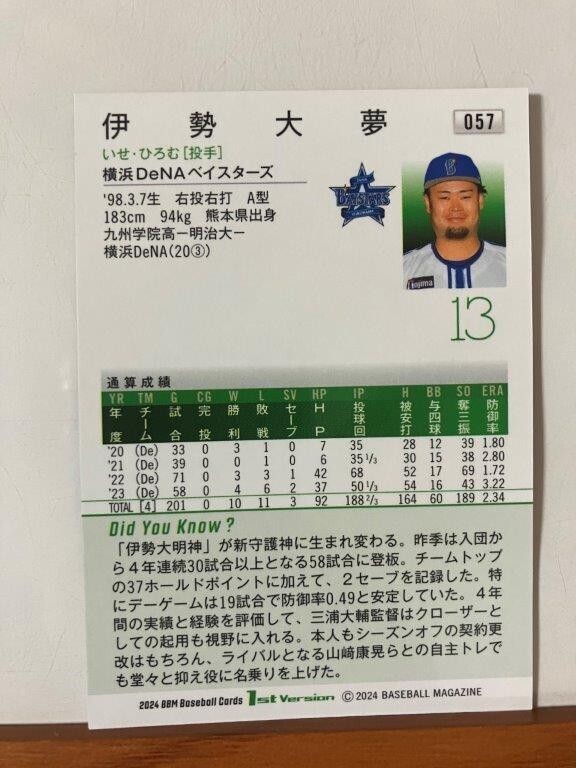 伊勢大夢
057
いせ・ひろむ[投手]
横浜DeNAベイスターズ
'98.3.7生 右投右打 A型
183cm 94kg 熊本県出身
九州学院高ー明治大ー
横浜DeNA(20③)
BAYSTARS
nojima
13
通算成績
YR TM G CG W L SV HP IP H BB SO ERA
年度 チーム 試合 完投 勝利 敗戦 セーブ HP 投球回 被安打 与四球 奪三振 防御率
'20 (De) 33 0 3 1 0 7 35 28 12 39 1.80
'21 (De) 39 0 0 1 0 6 35 1/3 30 15 38 2.80
'22 (De) 71 0 3 3 1 42 68 52 17 69 1.72
'23 (De) 58 0 4 6 2 37 50 1/3 54 16 43 3.22
TOTAL [4] 201 0 10 11 3 92 188 2/3 164 60 189 2.34
Did You Know?
「伊勢大明神」が新守護神に生まれ変わる。昨季は入団か
ら4年連続30試合以上となる58試合に登板。チームトップ
の37ホールドポイントに加えて、2セーブを記録した。特
にデーゲームは19試合で防御率0.49と安定していた。4年
間の実績と経験を評価して、三浦大輔監督はクローザーと
しての起用も視野に入れる。本人もシーズンオフの契約更
改はもちろん、ライバルとなる山﨑康晃らとの自主トレで
も堂々と抑え役に名乗りを上げた。
2024 BBM Baseball Cards 1st Version © 2024 BASEBALL MAGAZINE